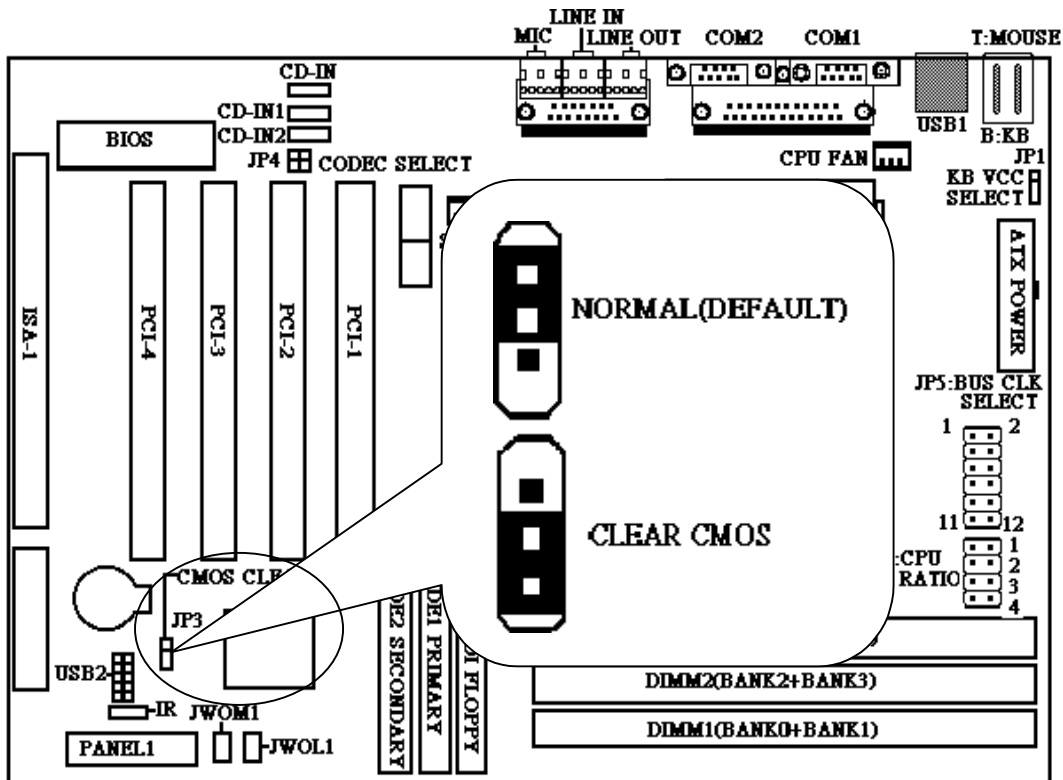 LINE IN
MIC
LINE OUT
COM2
COM1
T:MOUSE
CD-IN
CD-IN1
CD-IN2
BIOS
JP4
CODEC SELECT
CPU FAN
USB1
B:KB
JP1
KB VCC
SELECT
ATX POWER
ISA-1
PCI-4
PCI-3
PCI-2
PCI-1
NORMAL(DEFAULT)
CLEAR CMOS
JP5:BUS CLK
SELECT
1
2
11
12
:CPU
RATIO
1
2
3
4
CMOS
JP3
USB2
IR
JWOM1
PANEL1
JWOL1
SECONDARY
PRIMARY
FLOPPY
DIMM2(BANK2+BANK3)
DIMM1(BANK0+BANK1)